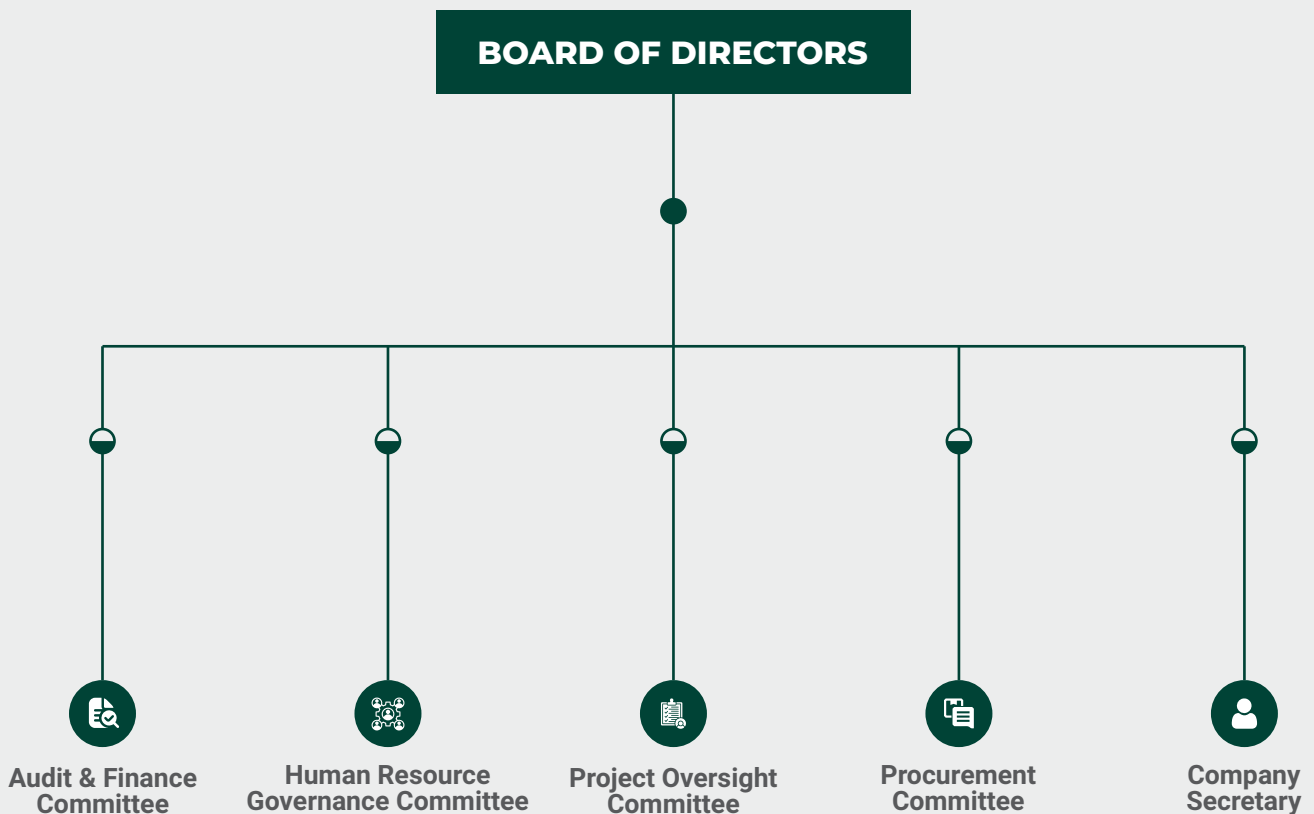 BOARD OF DIRECTORS
Audit & Finance
Committee
Human Resource
Governance Committee
Project Oversight
Committee
Procurement
Committee
Company
Secretary